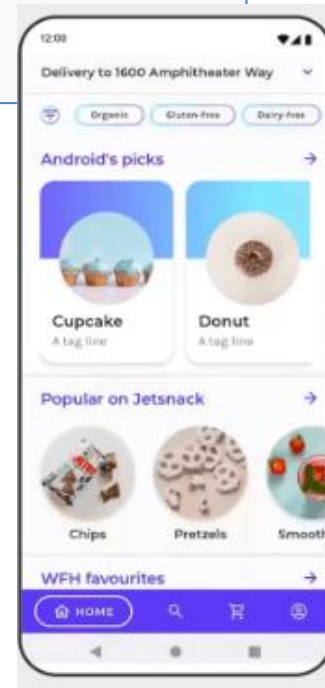 12:00
Delivery to 1600 Amphitheater Way
Organic Gluten-free Dairy-free
Android's picks
Cupcake Donut
A tag line A tag line
Popular on Jetsnack
Chips Pretzels Smooth
WFH favourites
HOME